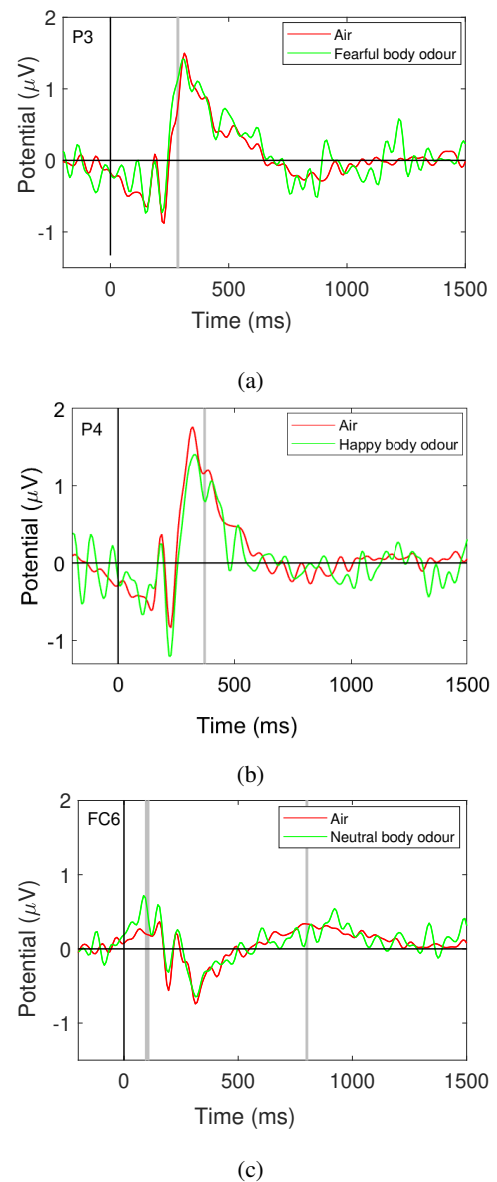 2
P3
Air
Fearful body odour
1
0
-1
Potential (µV)
0
500
1000
1500
Time (ms)
(a)
2
P4
Air
Happy body odour
1
0
-1
Potential (µV)
0
500
1000
1500
Time (ms)
(b)
2
FC6
Air
Neutral body odour
1
0
-1
Potential (µV)
0
500
1000
1500
Time (ms)
(c)